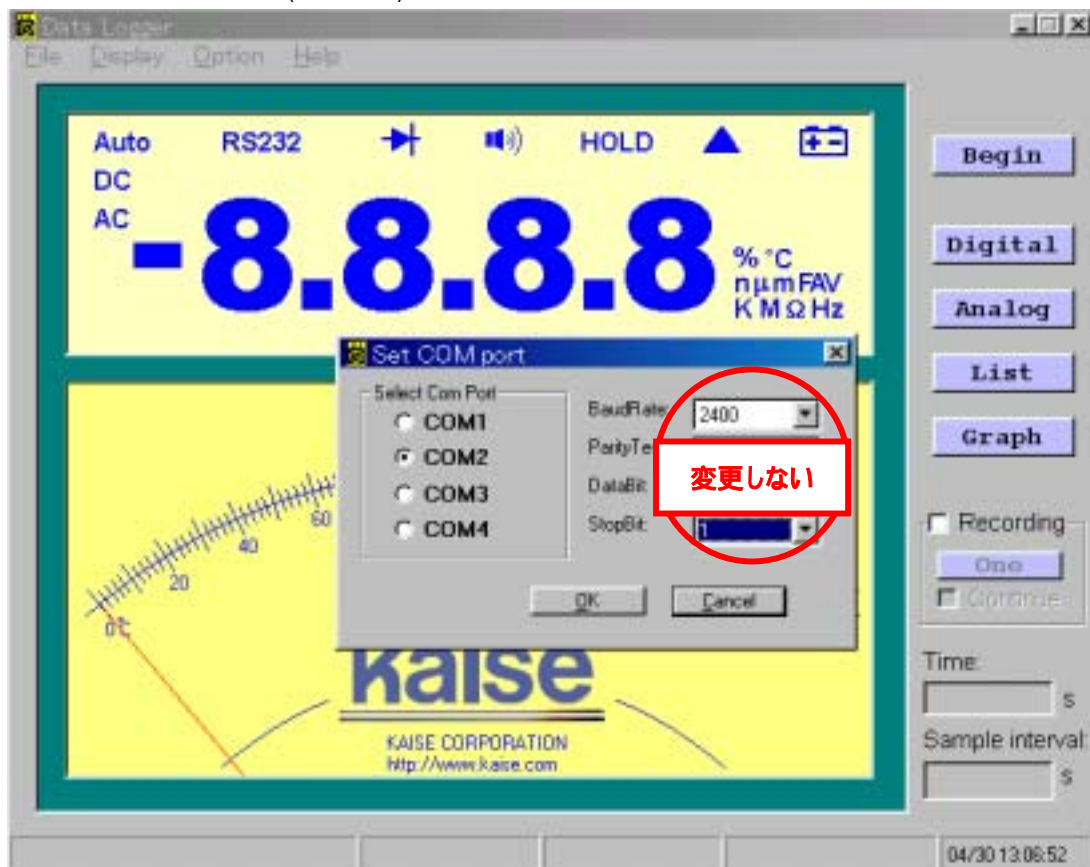 Data Logger
File Display Option Help
Auto RS232 HOLD
DC
AC
-8.8.8.8
% °C
nμmFAV
K M Ω Hz
Begin
Digital
Analog
List
Graph
Set COM port
Select Com Port
COM1
COM2
COM3
COM4
BaudRate: 2400
ParityTe
変更しない
DataBit:
StopBit: 1
OK Cancel
0℃
20
40
60
Recording
One
Continue
Time:
s
Sample interval:
s
kaise
KAISE CORPORATION
http://www.kaise.com
04/30 13:06:52